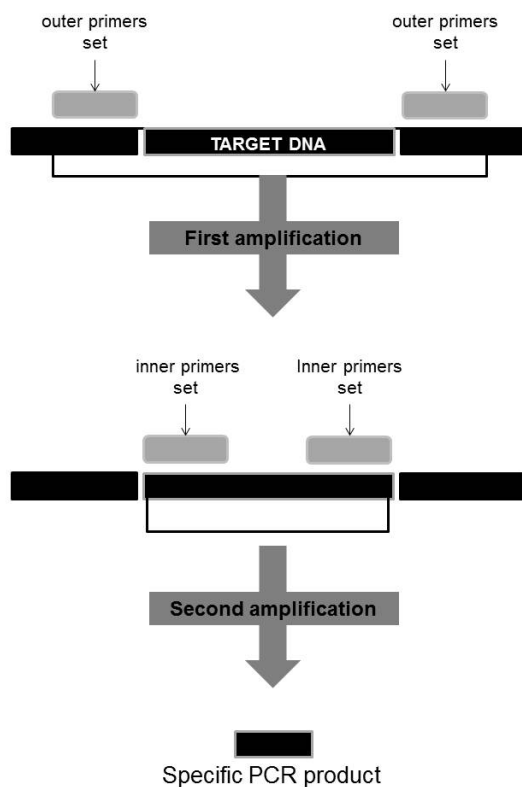 outer primers
set
outer primers
set
TARGET DNA
First amplification
inner primers
set
Inner primers
set
Second amplification
Specific PCR product